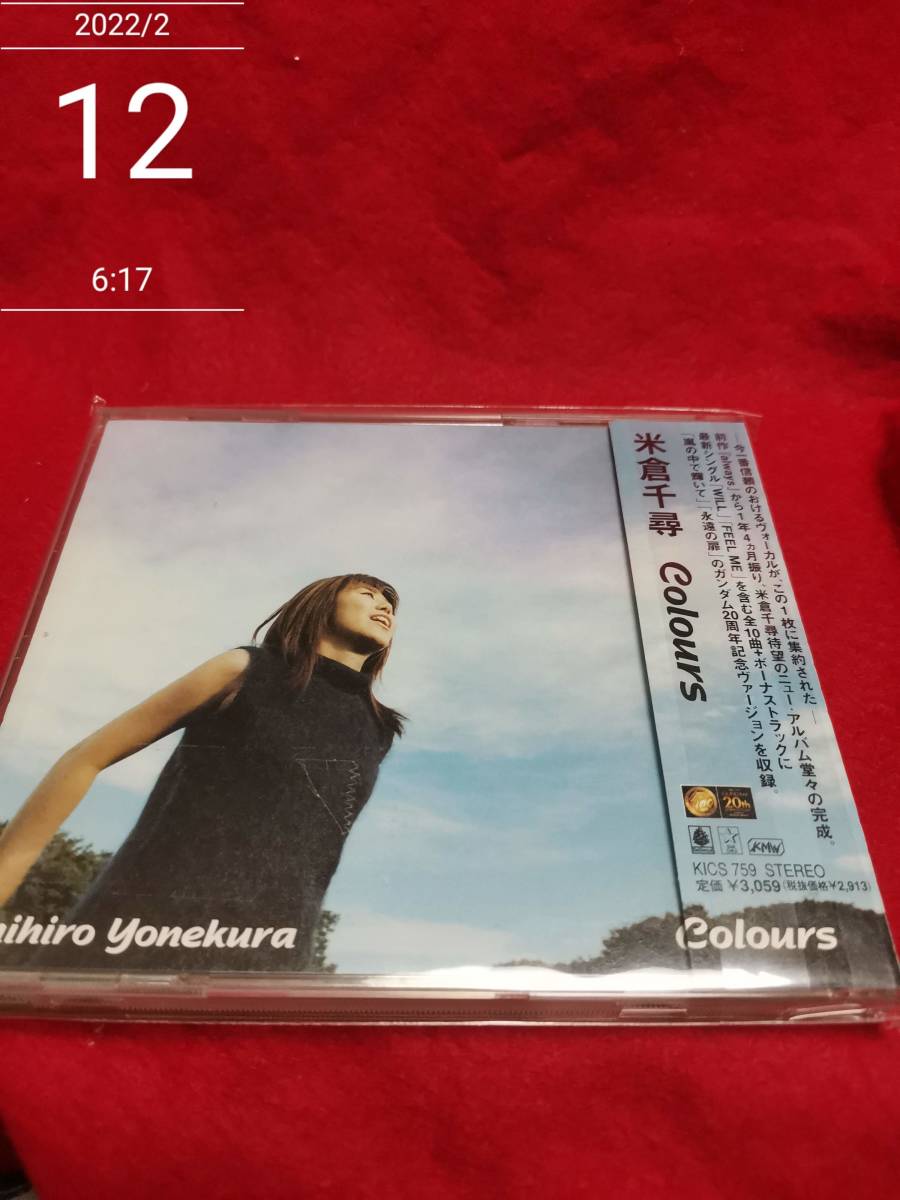 2022/2
12
6:17
―今一番信頼のおけるヴォーカルが、この1枚に集約された―
前作「always」から1年4ヵ月振り、米倉千尋待望のニュー・アルバム堂々の完成。
最新シングル「WILL」「FEEL ME」を含む全10曲+ボーナストラックに
「嵐の中で輝いて」「永遠の扉」のガンダム20周年記念ヴァージョンを収録。
米倉千尋 Colours
20th
KMW
KICS 759 STEREO
定価 ¥3,059 (税抜価格¥2,913)
hihiro Yonekura
Colours